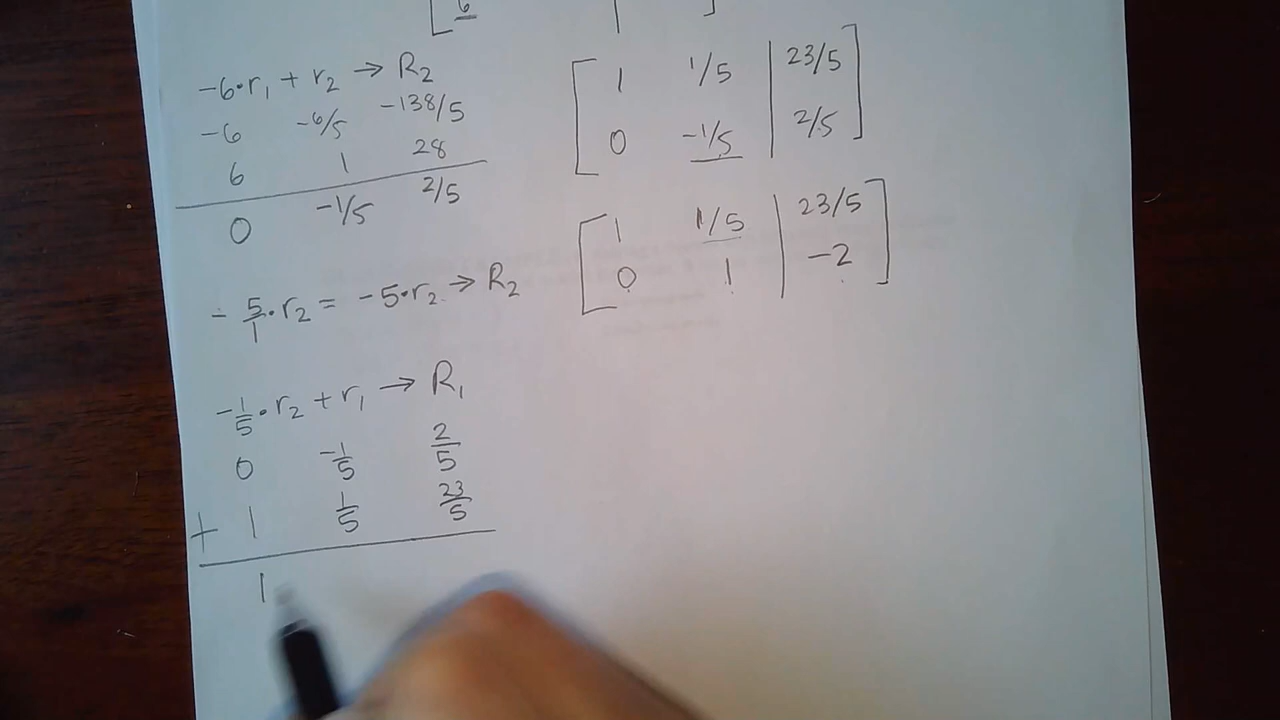 6 1
-6·r₁ + r₂ → R₂
-6 -6/5 -138/5
6 1 28
0 -1/5 2/5
1 1/5 23/5
0 -1/5 2/5
1 1/5 23/5
0 1 -2
- 5/1·r₂ = -5·r₂ → R₂
-1/5·r₂ + r₁ → R₁
0 -1/5 2/5
+ 1 1/5 23/5
1